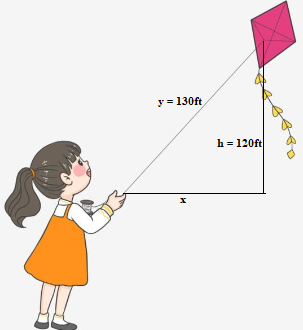 y = 130ft
h = 120ft
x